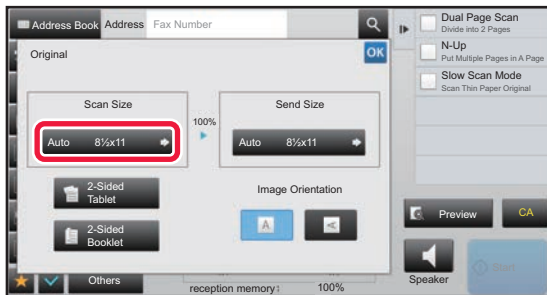 Address Book Address Fax Number
Original
OK
Scan Size
Auto 8½x11
100%
Send Size
Auto 8½x11
2-Sided
Tablet
2-Sided
Booklet
Image Orientation
A
A
Others
reception memory: 100%
Dual Page Scan
Divide into 2 Pages
N-Up
Put Multiple Pages in A Page
Slow Scan Mode
Scan Thin Paper Original
Preview
CA
Speaker
Start